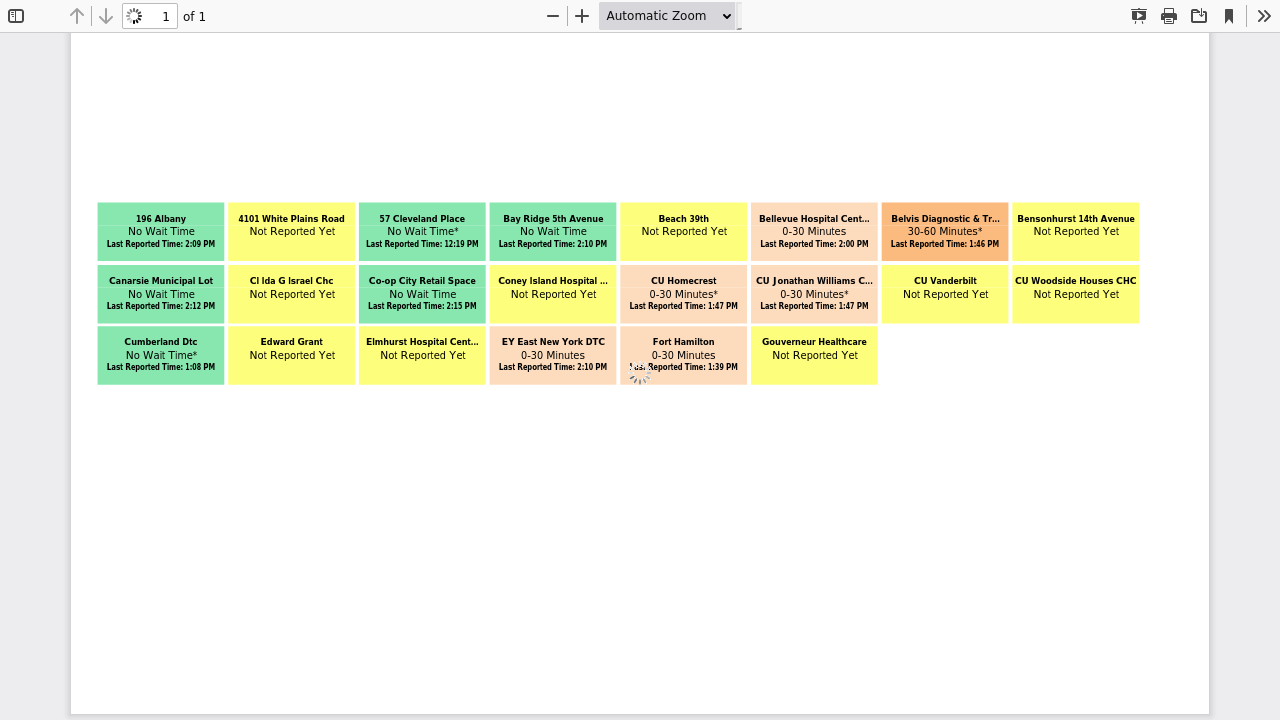 1 of 1 Automatic Zoom
196 Albany
No Wait Time
Last Reported Time: 2:09 PM
4101 White Plains Road
Not Reported Yet
57 Cleveland Place
No Wait Time*
Last Reported Time: 12:19 PM
Bay Ridge 5th Avenue
No Wait Time
Last Reported Time: 2:10 PM
Beach 39th
Not Reported Yet
Bellevue Hospital Cent...
0-30 Minutes
Last Reported Time: 2:00 PM
Belvis Diagnostic & Tr...
30-60 Minutes*
Last Reported Time: 1:46 PM
Bensonhurst 14th Avenue
Not Reported Yet
Canarsie Municipal Lot
No Wait Time
Last Reported Time: 2:12 PM
CI Ida G Israel Chc
Not Reported Yet
Co-op City Retail Space
No Wait Time
Last Reported Time: 2:15 PM
Coney Island Hospital ...
Not Reported Yet
CU Homecrest
0-30 Minutes*
Last Reported Time: 1:47 PM
CU Jonathan Williams C...
0-30 Minutes*
Last Reported Time: 1:47 PM
CU Vanderbilt
Not Reported Yet
CU Woodside Houses CHC
Not Reported Yet
Cumberland Dtc
No Wait Time*
Last Reported Time: 1:08 PM
Edward Grant
Not Reported Yet
Elmhurst Hospital Cent...
Not Reported Yet
EY East New York DTC
0-30 Minutes
Last Reported Time: 2:10 PM
Fort Hamilton
0-30 Minutes
Last Reported Time: 1:39 PM
Gouverneur Healthcare
Not Reported Yet